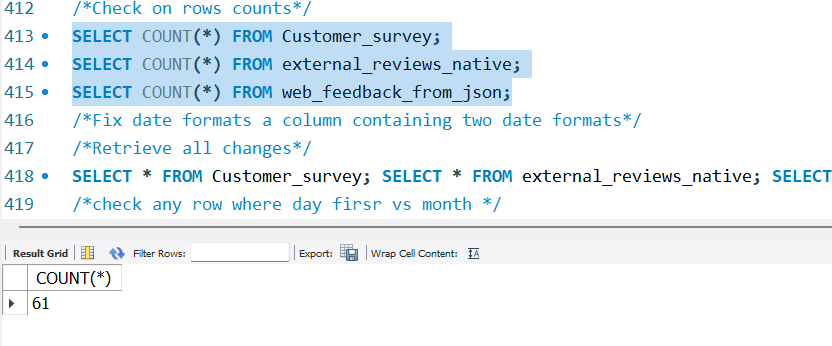 412 /*Check on rows counts*/
413 SELECT COUNT(*) FROM Customer_survey;
414 SELECT COUNT(*) FROM external_reviews_native;
415 SELECT COUNT(*) FROM web_feedback_from_json;
416 /*Fix date formats a column containing two date formats*/
417 /*Retrieve all changes*/
418 SELECT * FROM Customer_survey; SELECT * FROM external_reviews_native; SELECT
419 /*check any row where day firsr vs month */
Result Grid Filter Rows: Export: Wrap Cell Content: IA
COUNT(*)
61